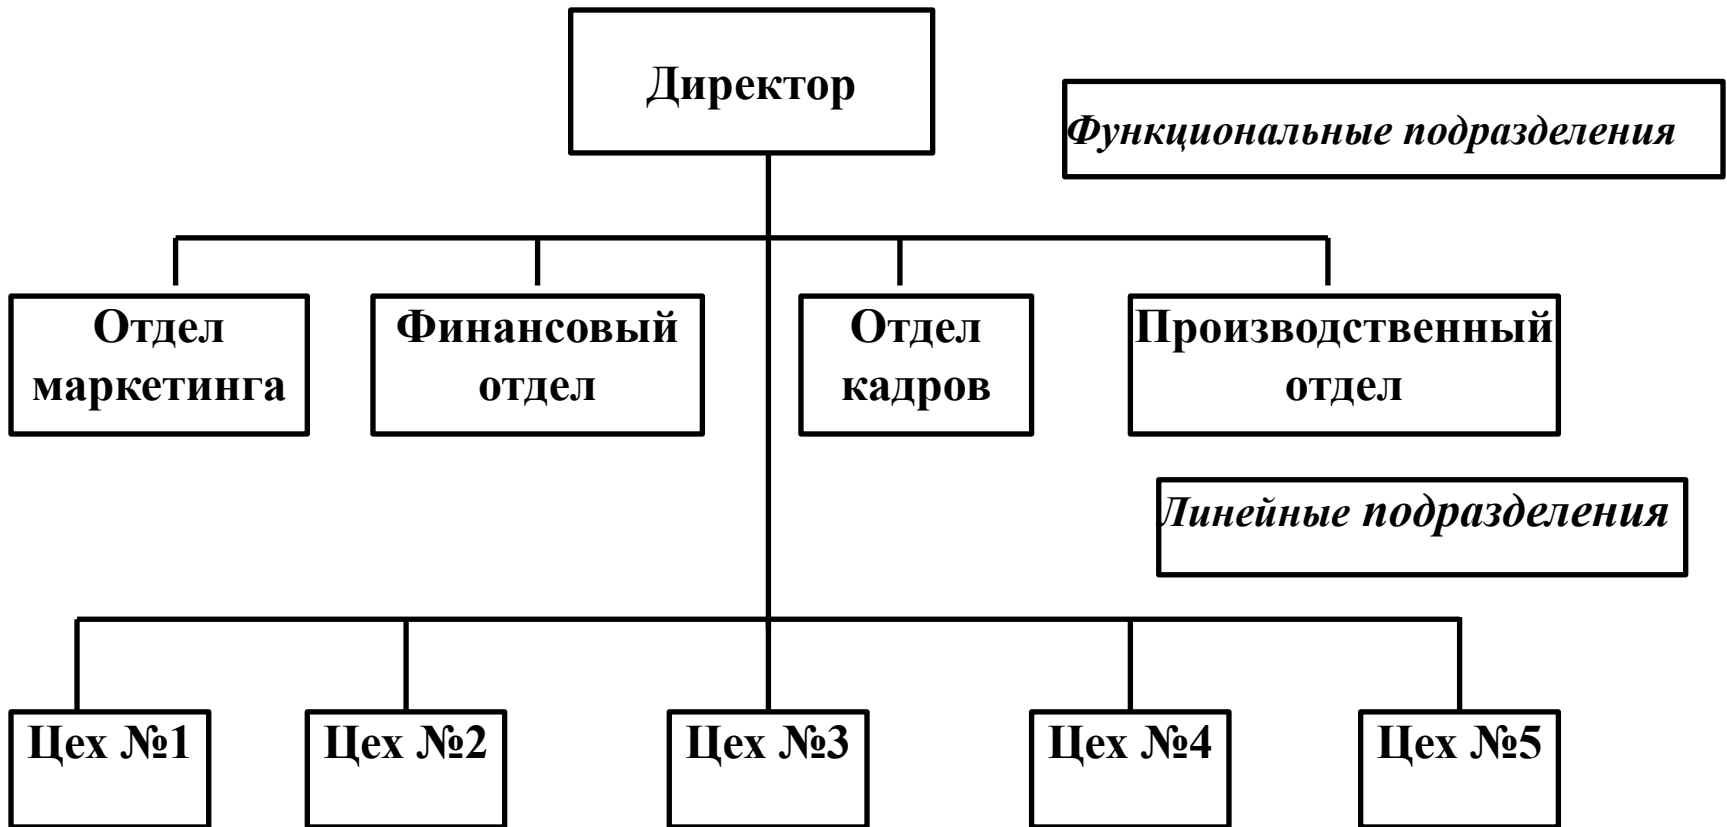 Директор
Функциональные подразделения
Отдел
маркетинга
Финансовый
отдел
Отдел
кадров
Производственный
отдел
Линейные подразделения
Цех №1
Цех №2
Цех №3
Цех №4
Цех №5